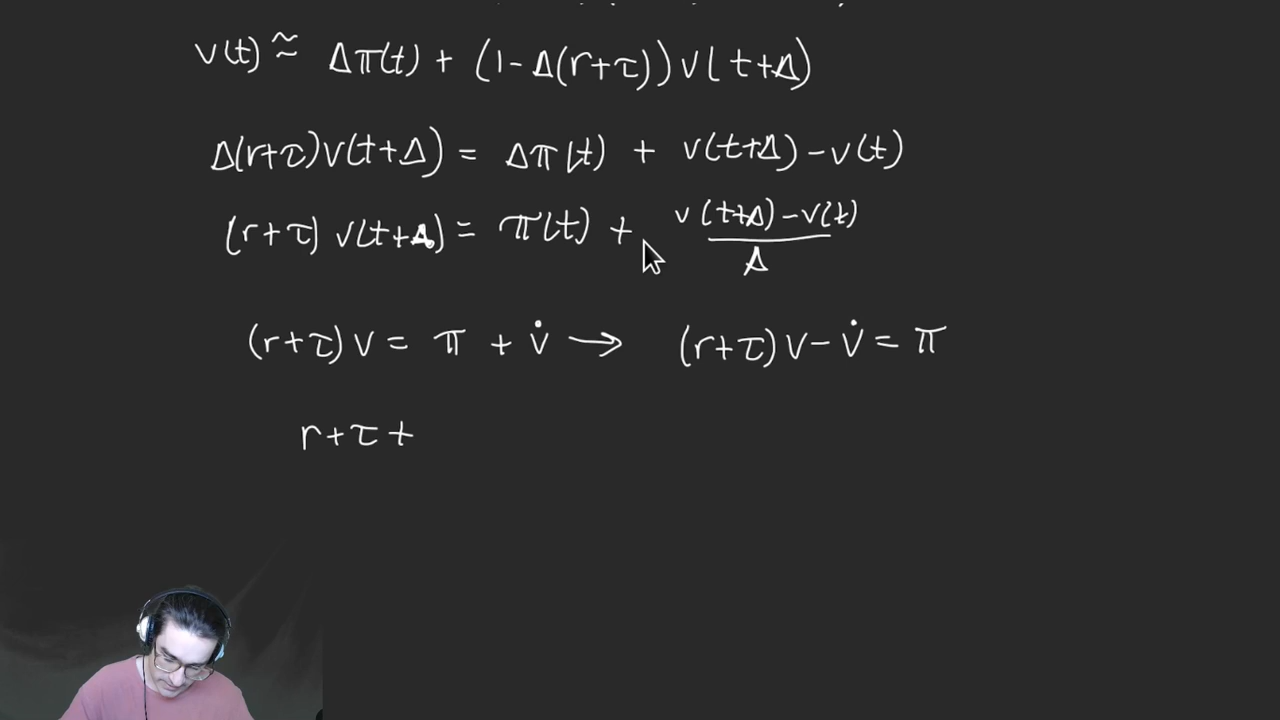 v(t) ≈ Δπ(t) + (1-Δ(r+τ))v(t+Δ)
Δ(r+τ)v(t+Δ) = Δπ(t) + v(t+Δ)-v(t)
(r+τ) v(t+Δ) = π(t) + (v(t+Δ)-v(t))/Δ
(r+τ)v = π + v̇ → (r+τ)v - v̇ = π
r+τ+